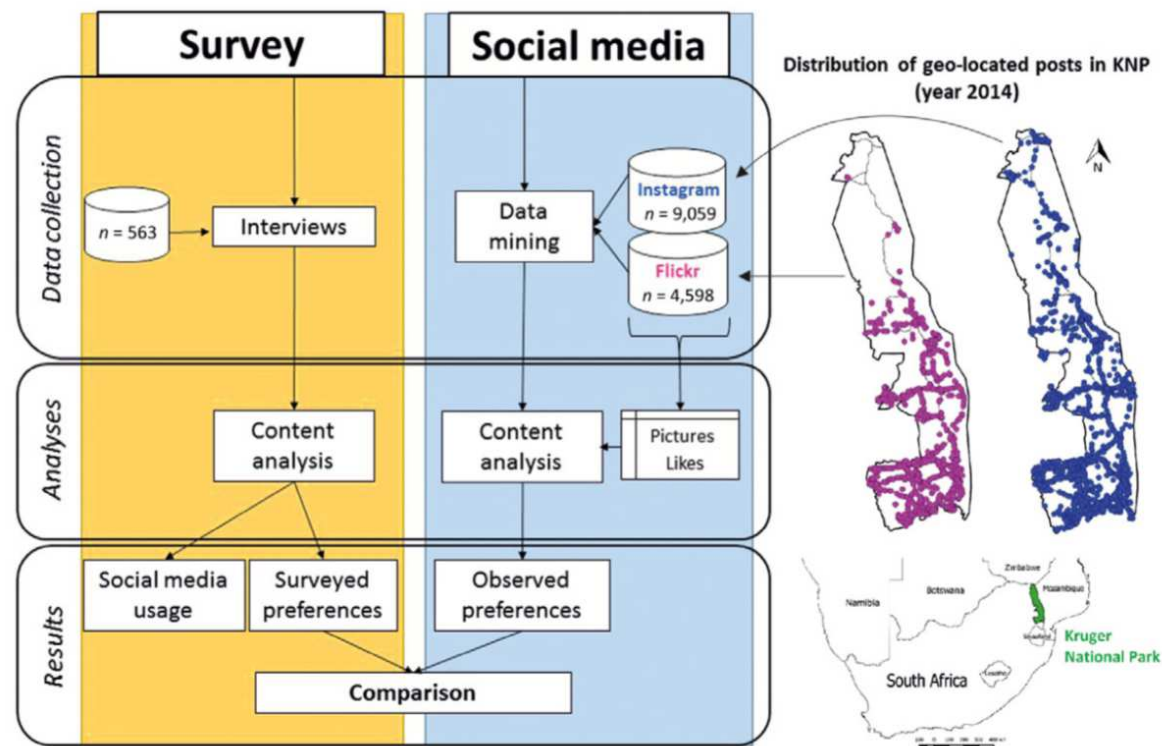 Survey
Social media
Distribution of geo-located posts in KNP
(year 2014)
Data collection
n = 563
Interviews
Data
mining
Instagram
n = 9,059
Flickr
n = 4,598
N
Analyses
Content
analysis
Content
analysis
Pictures
Likes
Results
Social media
usage
Surveyed
preferences
Observed
preferences
Comparison
Zimbabwe
Namibia
Botswana
Mozambique
Kruger
National Park
South Africa
Lesotho